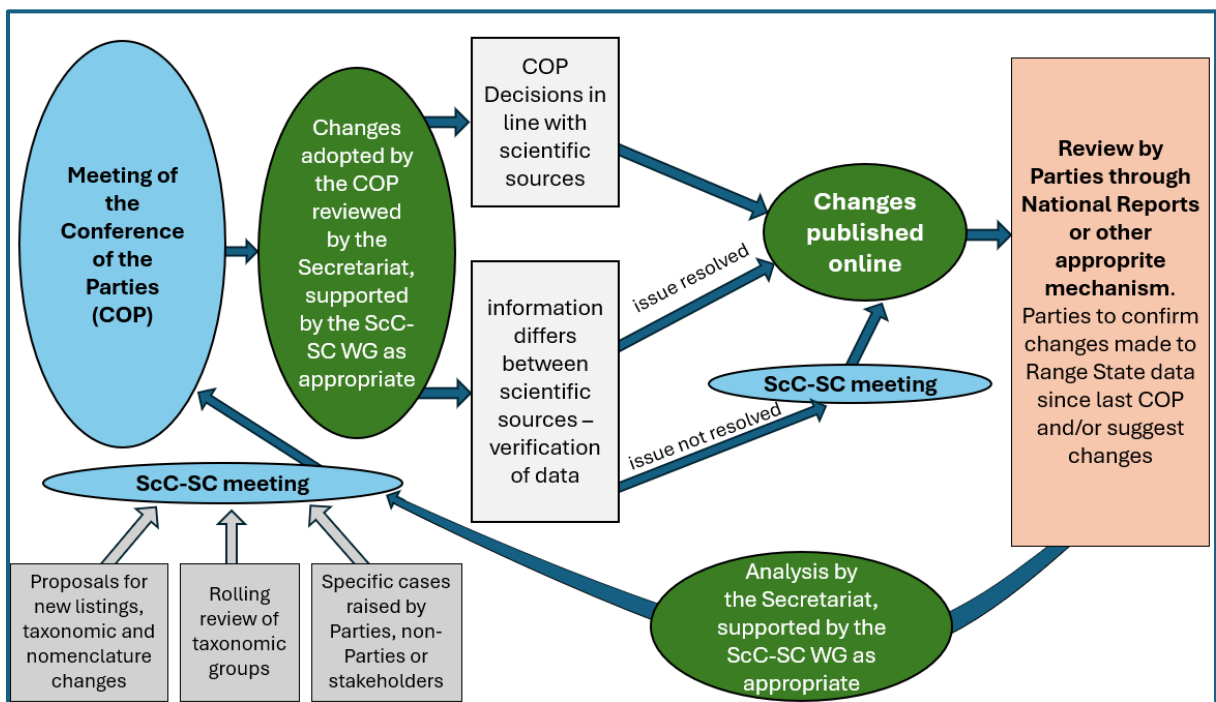 Meeting of
the
Conference
of the
Parties
(COP)
Changes
adopted by
the COP
reviewed
by the
Secretariat,
supported
by the ScC-
SC WG as
appropriate
COP
Decisions in
line with
scientific
sources
information
differs
between
scientific
sources –
verification
of data
issue resolved
issue not resolved
Changes
published
online
ScC-SC meeting
Review by
Parties through
National Reports
or other
approprite
mechanism.
Parties to confirm
changes made to
Range State data
since last COP
and/or suggest
changes
ScC-SC meeting
Proposals for
new listings,
taxonomic and
nomenclature
changes
Rolling
review of
taxonomic
groups
Specific cases
raised by
Parties, non-
Parties or
stakeholders
Analysis by
the Secretariat,
supported by the
ScC-SC WG as
appropriate